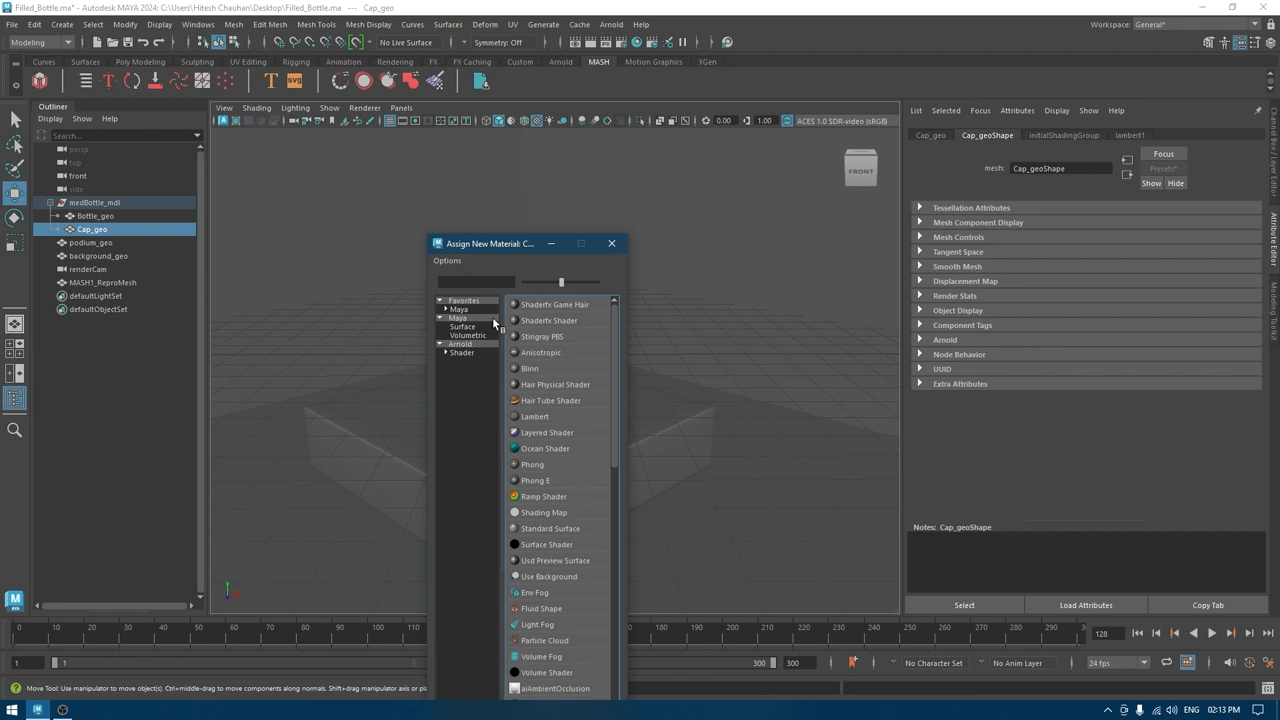 Filled_Bottle.ma* - Autodesk MAYA 2024: C:\Users\Hitesh Chauhan\Desktop\Filled_Bottle.ma --- Cap_geo
File Edit Create Select Modify Display Windows Mesh Edit Mesh Mesh Tools Mesh Display Curves Surfaces Deform UV Generate Cache Arnold Help
Workspace: General*
Modeling
No Live Surface
Symmetry: Off
Curves Surfaces Poly Modeling Sculpting UV Editing Rigging Animation Rendering FX FX Caching Custom Arnold MASH Motion Graphics XGen
Outliner
Display Show Help
Search...
persp
top
front
side
medBottle_mdl
Bottle_geo
Cap_geo
podium_geo
background_geo
renderCam
MASH1_ReproMesh
defaultLightSet
defaultObjectSet
View Shading Lighting Show Renderer Panels
0.00 1.00 ACES 1.0 SDR-video (sRGB)
FRONT
Assign New Material: C...
Options
Favorites
Maya
Maya
Surface
Volumetric
Arnold
Shader
Shaderfx Game Hair
Shaderfx Shader
Stingray PBS
Anisotropic
Blinn
Hair Physical Shader
Hair Tube Shader
Lambert
Layered Shader
Ocean Shader
Phong
Phong E
Ramp Shader
Shading Map
Standard Surface
Surface Shader
Usd Preview Surface
Use Background
Env Fog
Fluid Shape
Light Fog
Particle Cloud
Volume Fog
Volume Shader
aiAmbientOcclusion
List Selected Focus Attributes Display Show Help
Cap_geo Cap_geoShape initialShadingGroup lambert1
mesh: Cap_geoShape
Focus
Presets*
Show Hide
Tessellation Attributes
Mesh Component Display
Mesh Controls
Tangent Space
Smooth Mesh
Displacement Map
Render Stats
Object Display
Component Tags
Arnold
Node Behavior
UUID
Extra Attributes
Notes: Cap_geoShape
Select Load Attributes Copy Tab
Channel Box / Layer Editor
Modeling Toolkit
Attribute Editor
0 10 20 30 40 50 60 70 80 90 100 110 160 170 180 190 200 210 220 230 240 250 260 270 280 290 300
128
1 1 300 300 No Character Set No Anim Layer 24 fps
Move Tool: Use manipulator to move object(s). Ctrl+middle-drag to move components along normals. Shift+drag manipulator axis or pla
ENG 02:13 PM